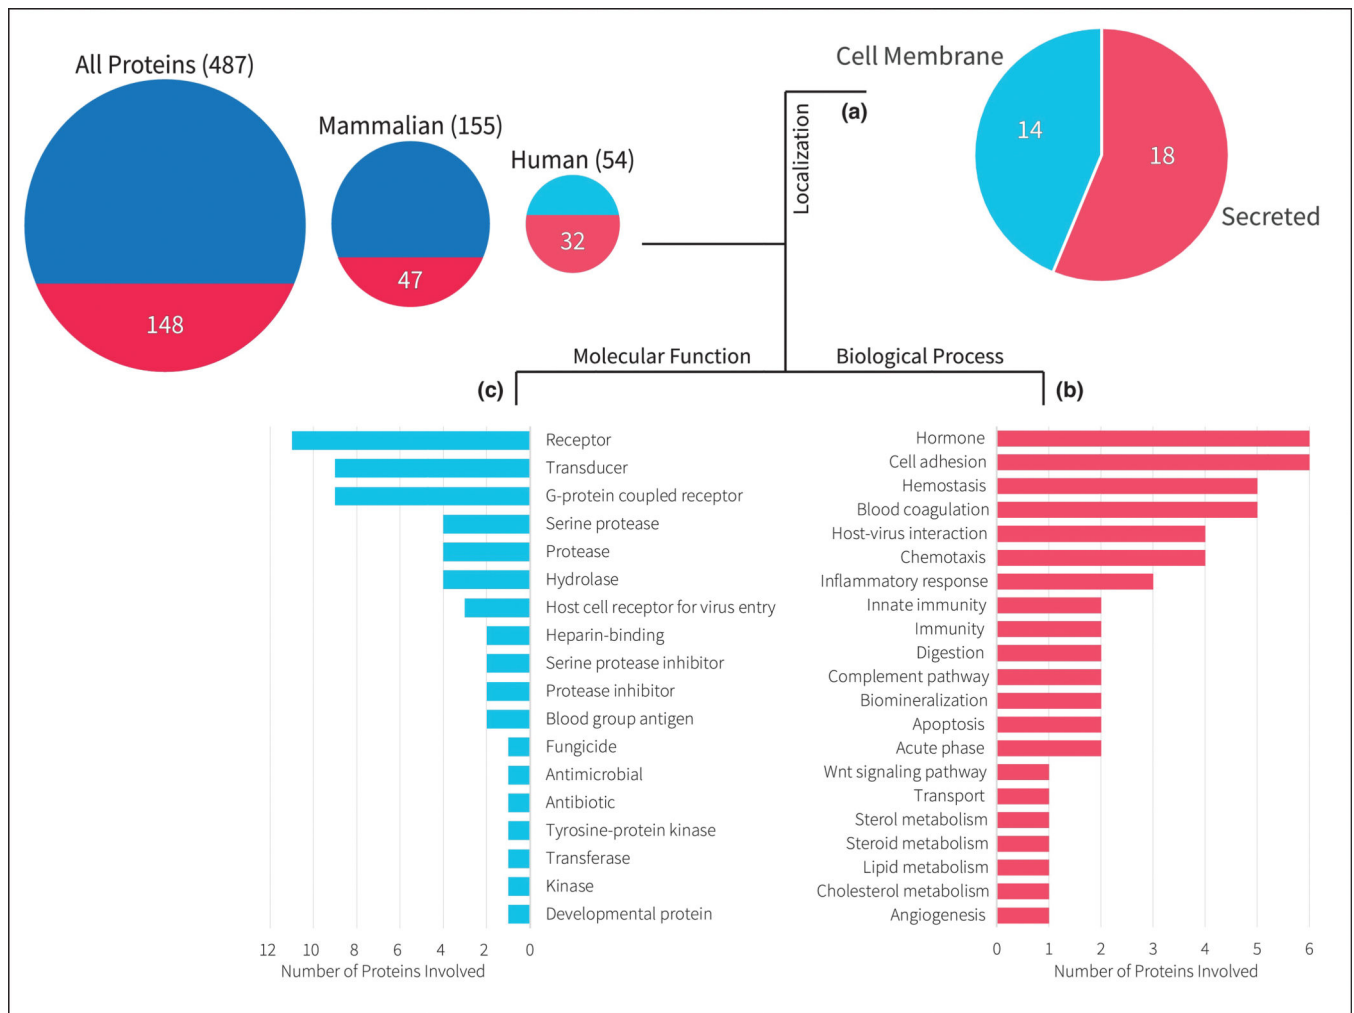 All Proteins (487)
148
Mammalian (155)
47
Human (54)
32
Localization
(a)
Cell Membrane
14
18
Secreted
Molecular Function
Biological Process
(c)
(b)
Receptor
Transducer
G-protein coupled receptor
Serine protease
Protease
Hydrolase
Host cell receptor for virus entry
Heparin-binding
Serine protease inhibitor
Protease inhibitor
Blood group antigen
Fungicide
Antimicrobial
Antibiotic
Tyrosine-protein kinase
Transferase
Kinase
Developmental protein
12 10 8 6 4 2 0
Number of Proteins Involved
Hormone
Cell adhesion
Hemostasis
Blood coagulation
Host-virus interaction
Chemotaxis
Inflammatory response
Innate immunity
Immunity
Digestion
Complement pathway
Biomineralization
Apoptosis
Acute phase
Wnt signaling pathway
Transport
Sterol metabolism
Steroid metabolism
Lipid metabolism
Cholesterol metabolism
Angiogenesis
0 1 2 3 4 5 6
Number of Proteins Involved